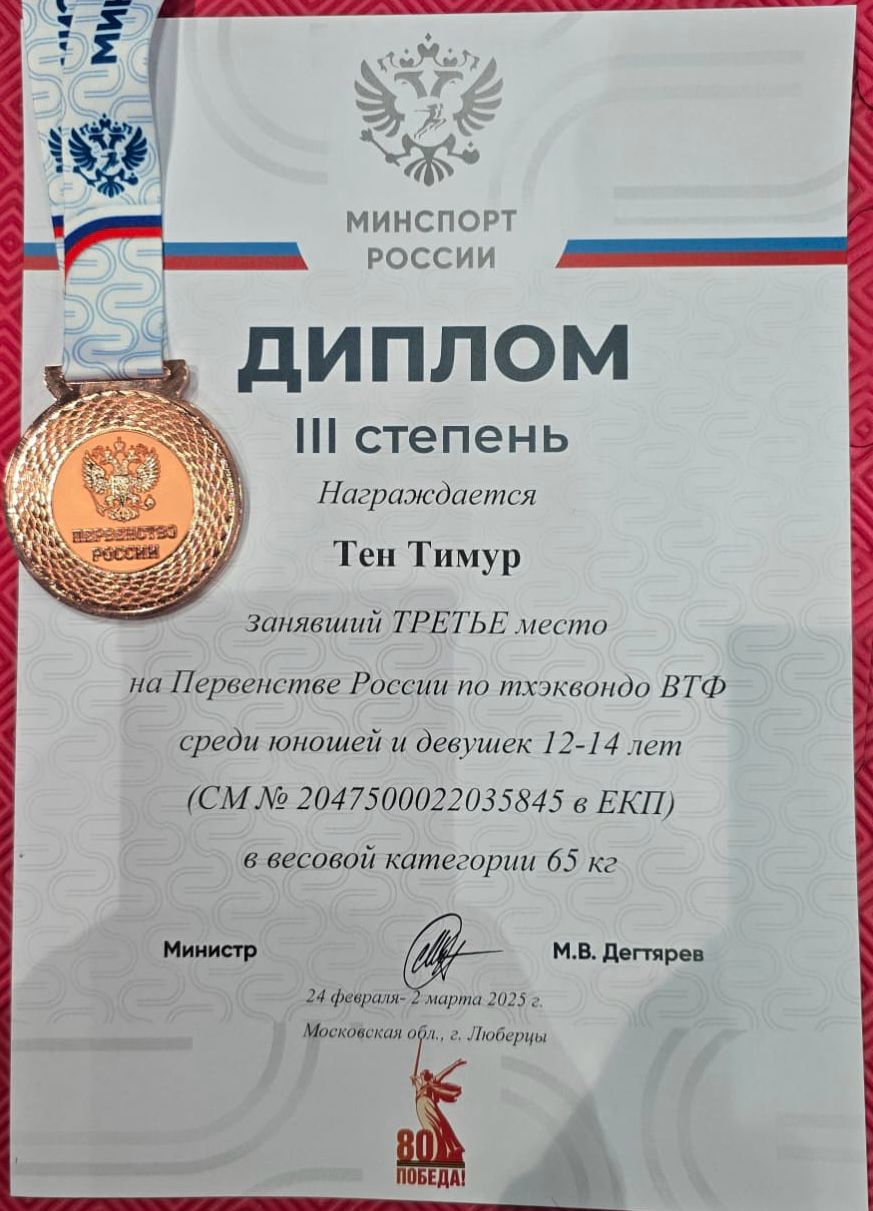 МИНСПОРТ
РОССИИ
ДИПЛОМ
III степень
Награждается
Тен Тимур
занявший ТРЕТЬЕ место
на Первенстве России по тхэквондо ВТФ
среди юношей и девушек 12-14 лет
(СМ № 2047500022035845 в ЕКП)
в весовой категории 65 кг
Министр
М.В. Дегтярев
24 февраля- 2 марта 2025 г.
Московская обл., г. Люберцы
80
ПОБЕДА!
ПЕРВЕНСТВО
РОССИИ